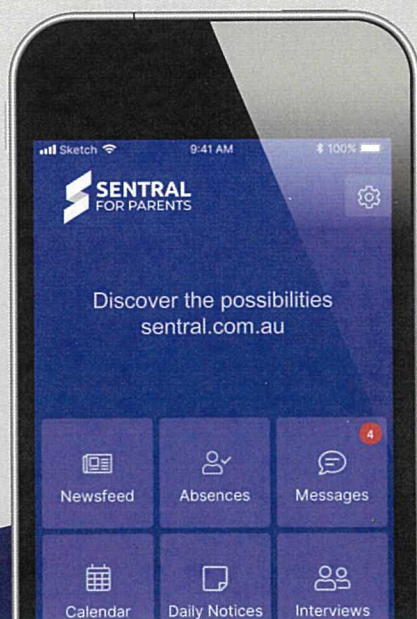 Sketch 9:41 AM 100%
SENTRAL
FOR PARENTS
Discover the possibilities
sentral.com.au
4
Newsfeed Absences Messages
Calendar Daily Notices Interviews